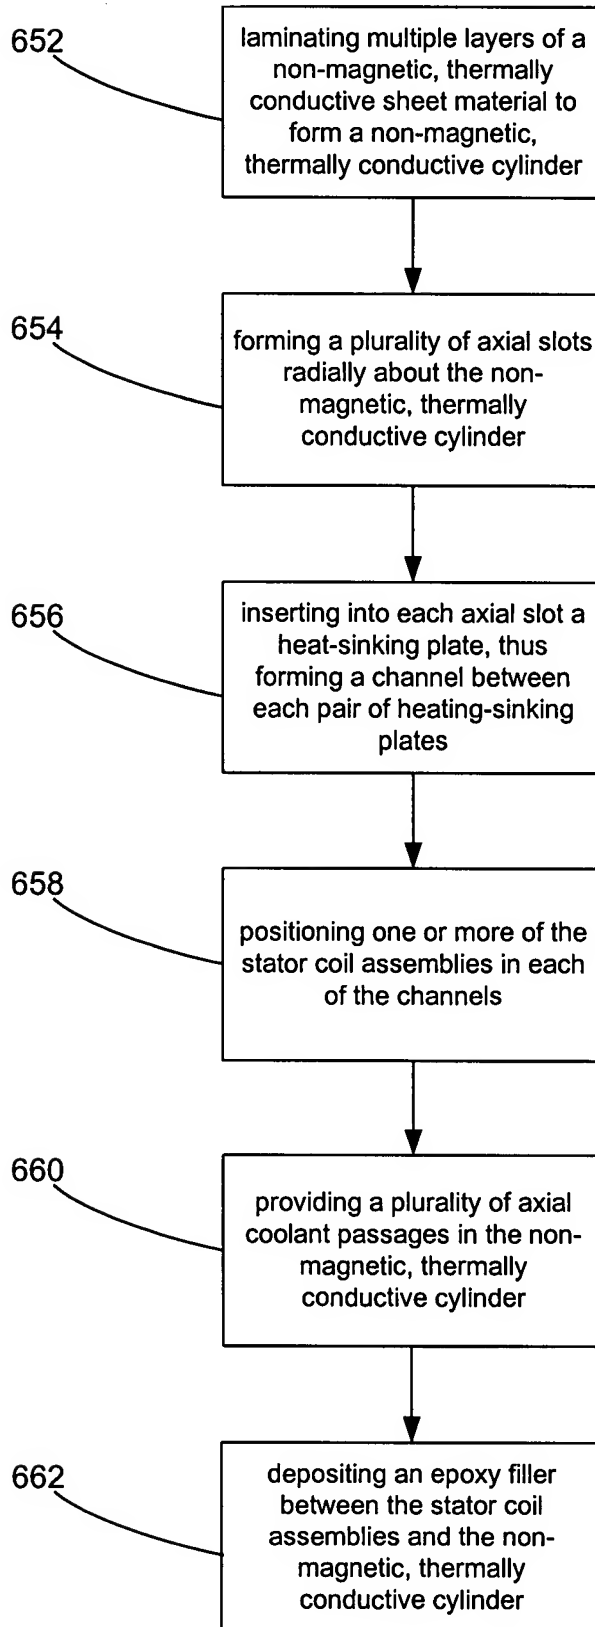 652
laminating multiple layers of a
non-magnetic, thermally
conductive sheet material to
form a non-magnetic,
thermally conductive cylinder
654
forming a plurality of axial slots
radially about the non-
magnetic, thermally
conductive cylinder
656
inserting into each axial slot a
heat-sinking plate, thus
forming a channel between
each pair of heating-sinking
plates
658
positioning one or more of the
stator coil assemblies in each
of the channels
660
providing a plurality of axial
coolant passages in the non-
magnetic, thermally
conductive cylinder
662
depositing an epoxy filler
between the stator coil
assemblies and the non-
magnetic, thermally
conductive cylinder